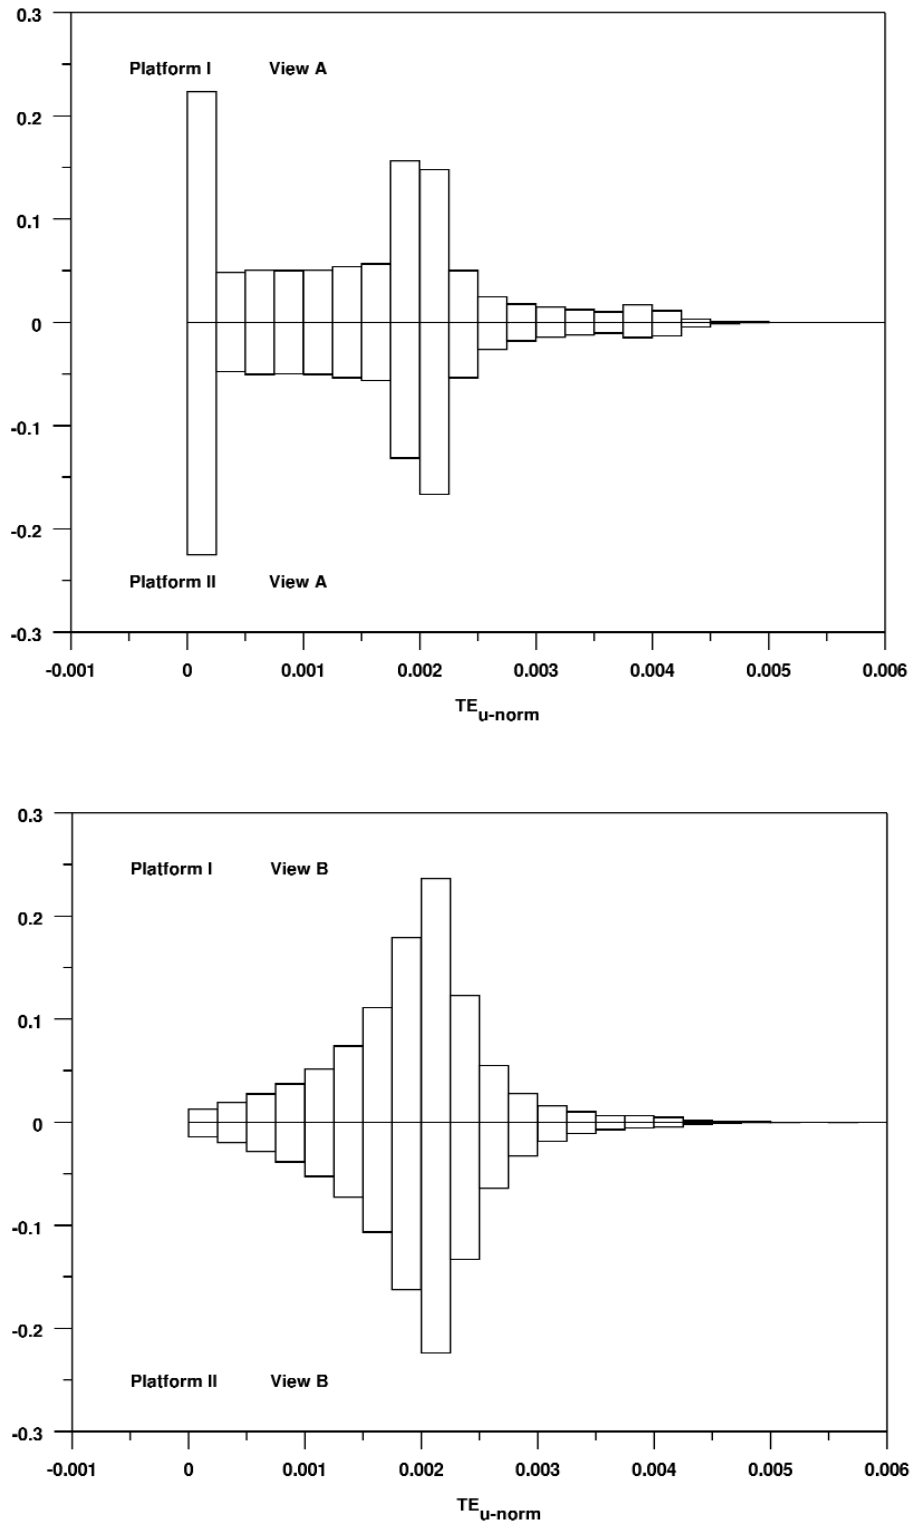 0.3
Platform I View A
0.2
0.1
0
-0.1
-0.2
Platform II View A
-0.3
-0.001 0 0.001 0.002 0.003 0.004 0.005 0.006
TEu-norm
0.3
Platform I View B
0.2
0.1
0
-0.1
-0.2
Platform II View B
-0.3
-0.001 0 0.001 0.002 0.003 0.004 0.005 0.006
TEu-norm